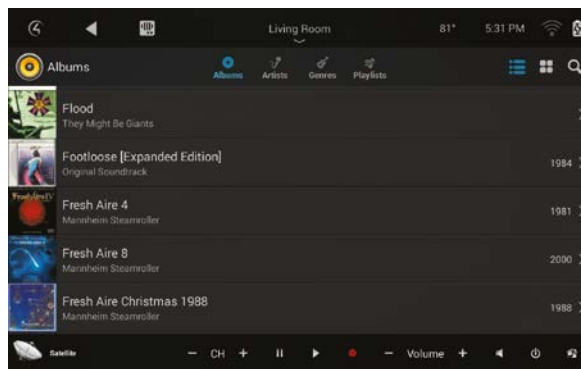 Living Room
81°
5:31 PM
Albums
Albums
Artists
Genres
Playlists
Flood
They Might Be Giants
Footloose [Expanded Edition]
Original Soundtrack
1984
Fresh Aire 4
Mannheim Steamroller
1981
Fresh Aire 8
Mannheim Steamroller
2000
Fresh Aire Christmas 1988
Mannheim Steamroller
1988
Satellite
− CH +
− Volume +